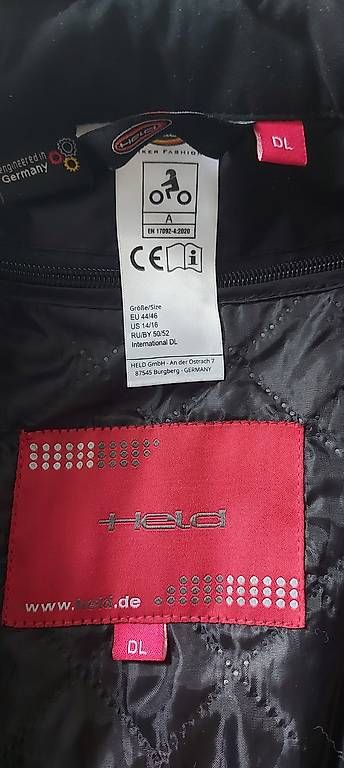 engineered in
Germany
HELD
KER FASHION
DL
A
EN 17092-4:2020
CE i
Größe/Size
EU 44/46
US 14/16
RU/BY 50/52
International DL
HELD GmbH - An der Ostrach 7
87545 Burgberg - GERMANY
Held
www.held.de
DL